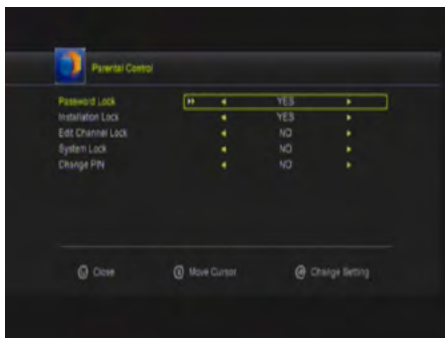 Parental Control
Password Lock YES
Installation Lock YES
Edit Channel Lock NO
System Lock NO
Change PIN NO
Close Move Cursor Change Setting